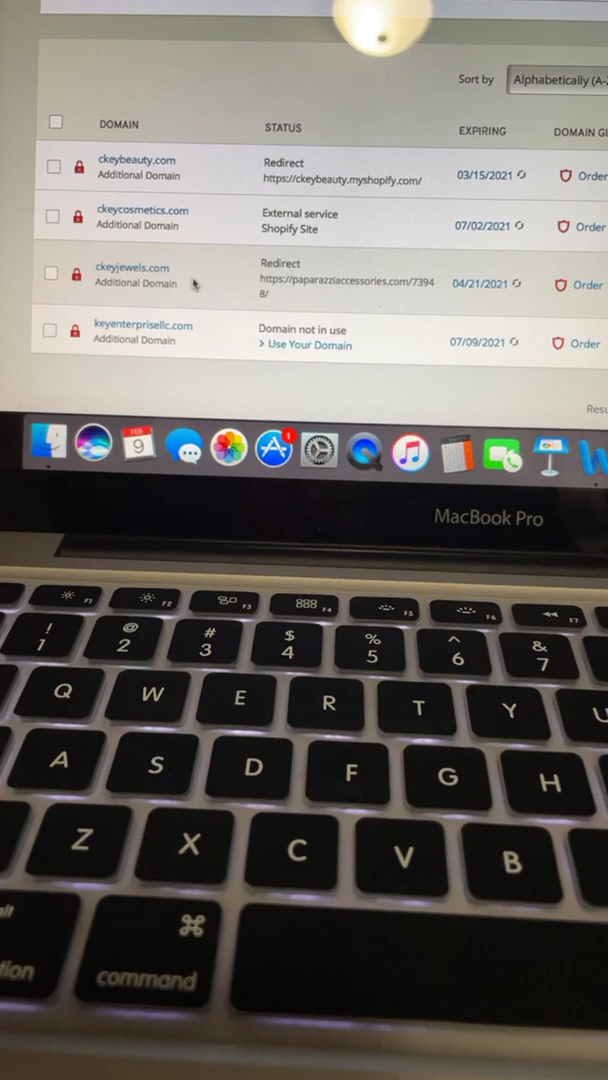 Sort by Alphabetically (A-
DOMAIN STATUS EXPIRING DOMAIN
ckeybeauty.com
Additional Domain
Redirect
https://ckeybeauty.myshopify.com/
03/15/2021
Order
ckeycosmetics.com
Additional Domain
External service
Shopify Site
07/02/2021
Order
ckeyjewels.com
Additional Domain
Redirect
https://paparazziaccessories.com/7394
8/
04/21/2021
Order
keyenterprisellc.com
Additional Domain
Domain not in use
> Use Your Domain
07/09/2021
Order
FEB
9
1
MacBook Pro
F1 F2 F3 F4 F5 F6 F7
! @ # $ % ^ &
1 2 3 4 5 6 7
Q W E R T Y U
A S D F G H
Z X C V B
⌘
command